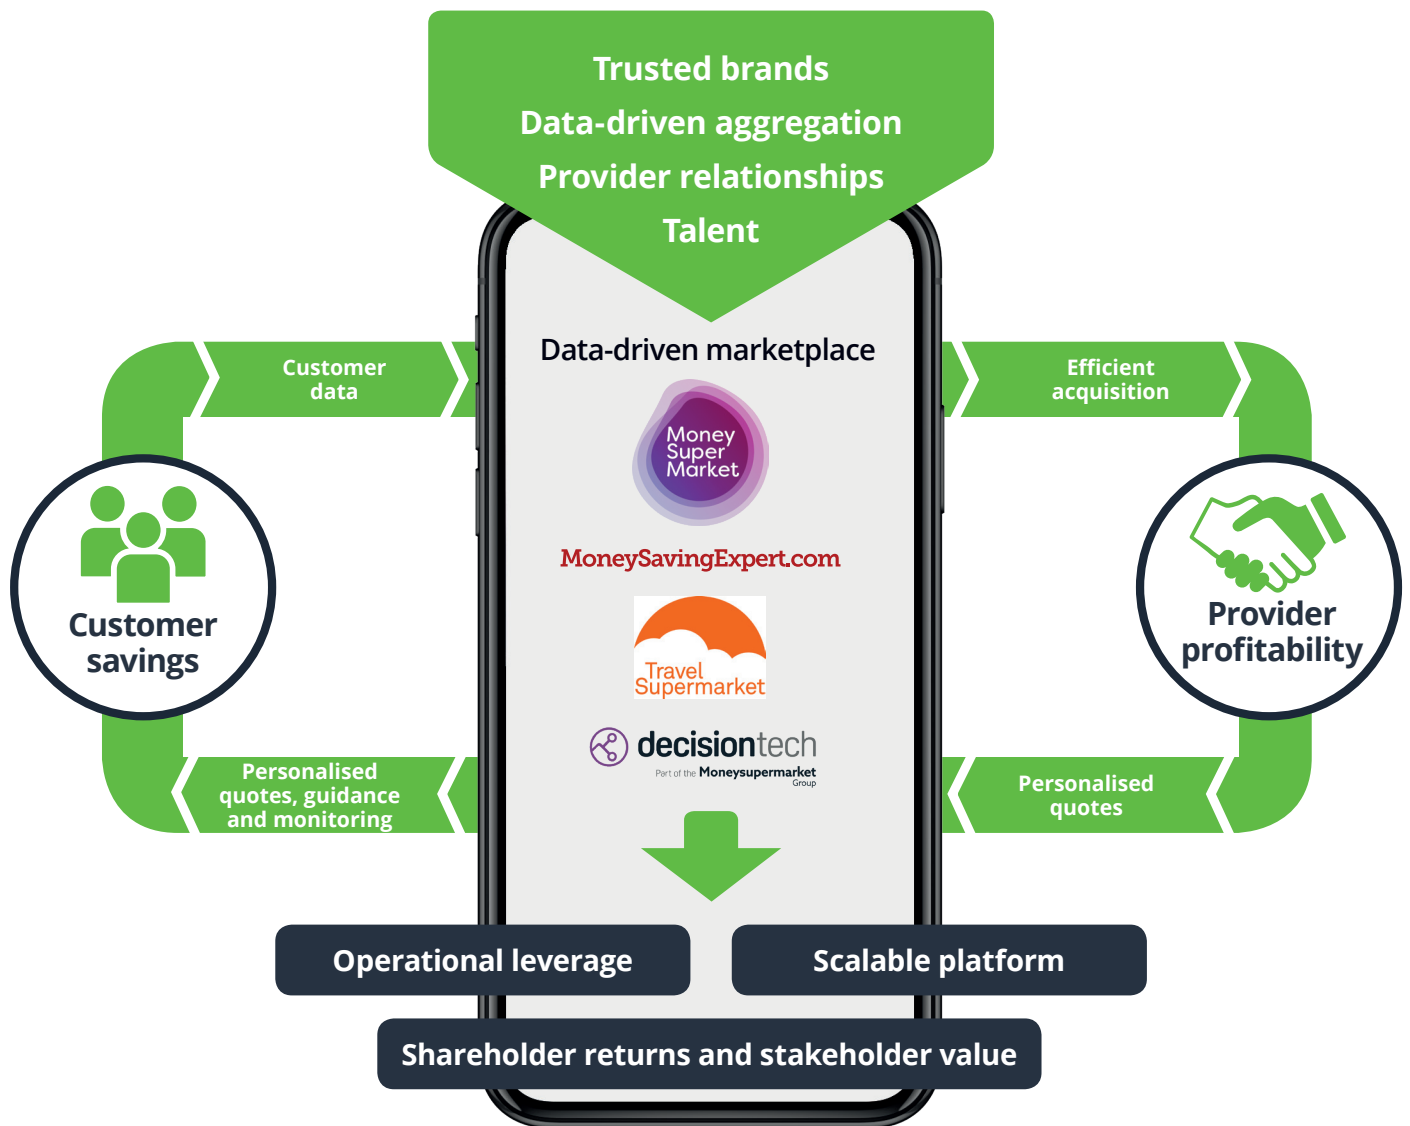 Trusted brands
Data-driven aggregation
Provider relationships
Talent
Data-driven marketplace
Customer
data
Efficient
acquisition
Money
Super
Market
MoneySavingExpert.com
Customer
savings
Provider
profitability
Travel
Supermarket
decisiontech
Part of the Moneysupermarket
Group
Personalised
quotes, guidance
and monitoring
Personalised
quotes
Operational leverage
Scalable platform
Shareholder returns and stakeholder value